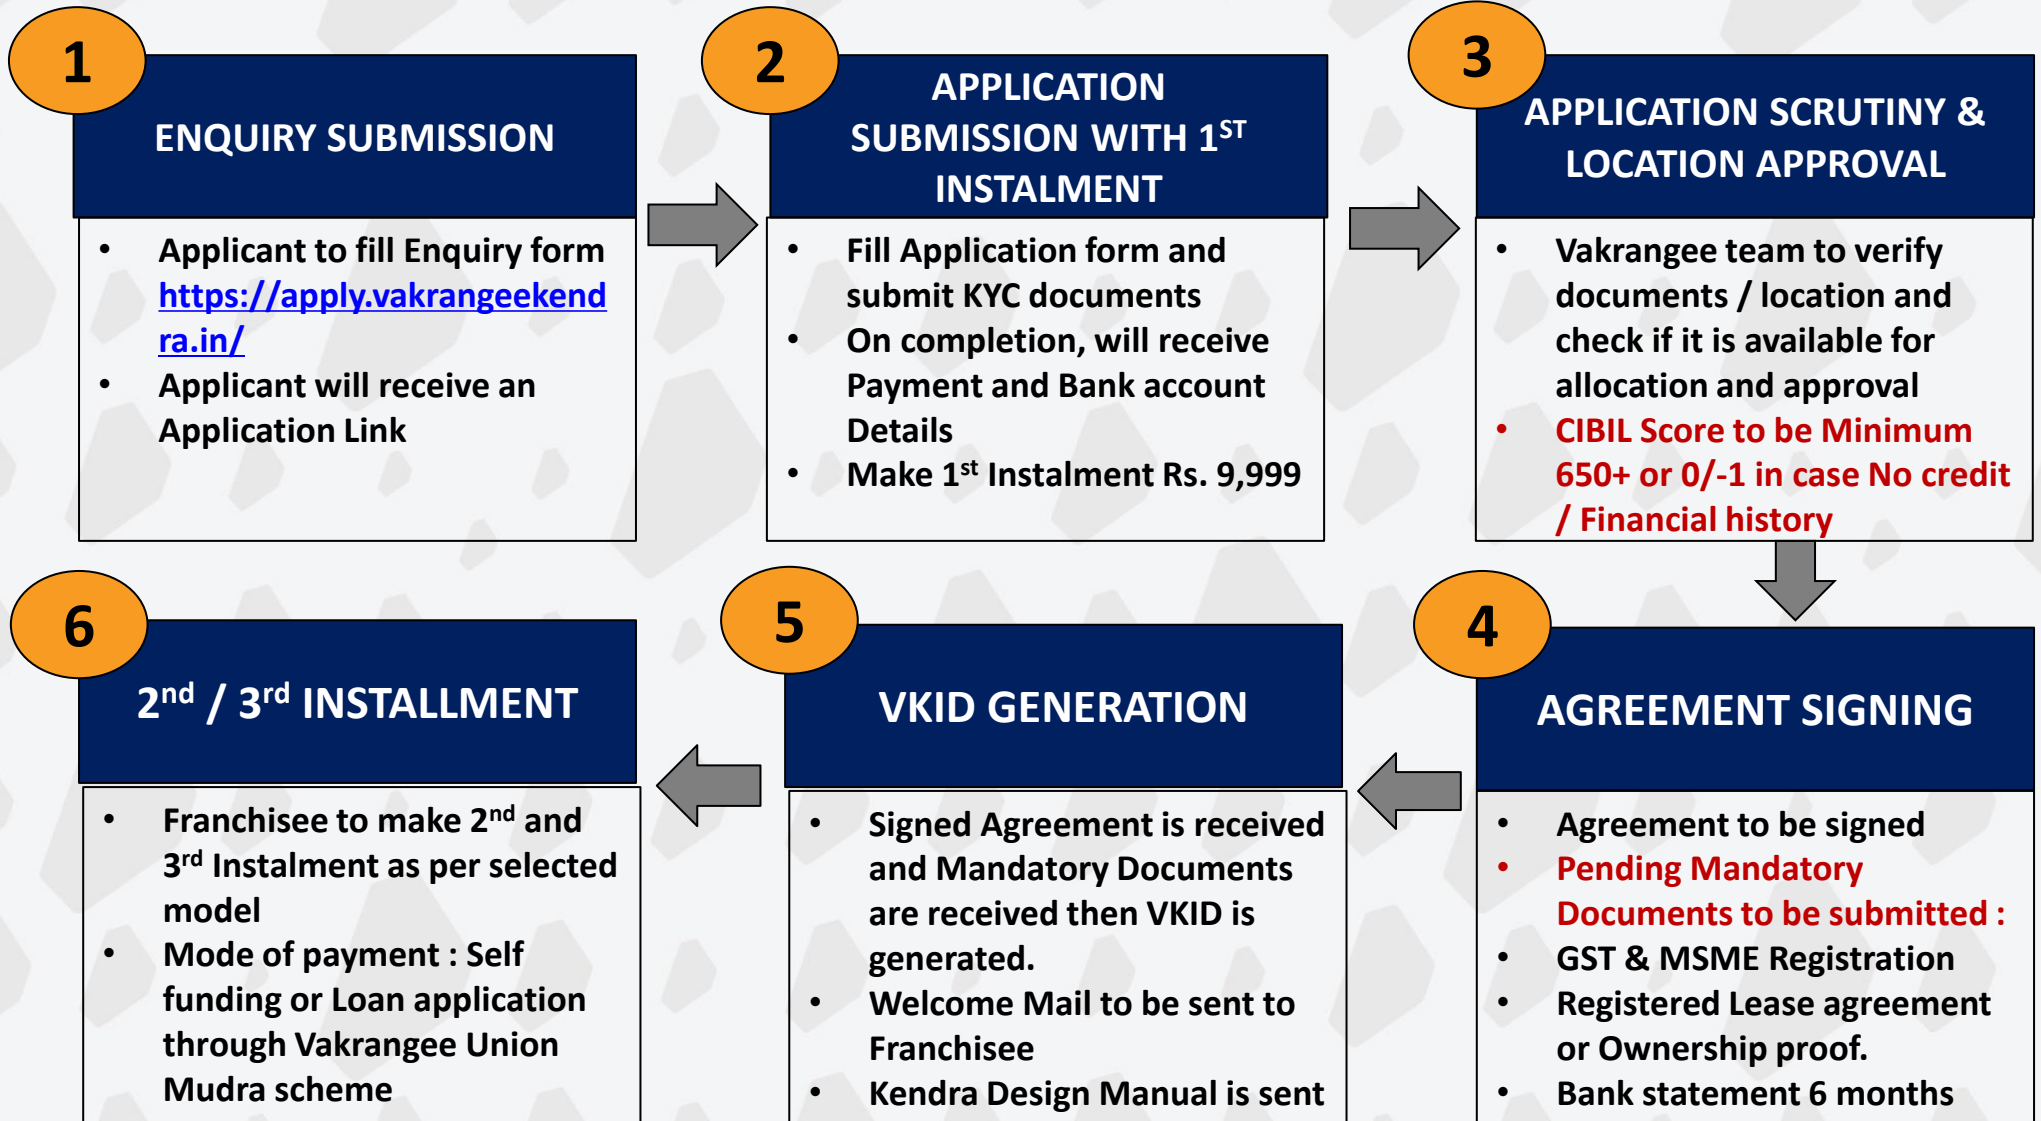 1
ENQUIRY SUBMISSION
• Applicant to fill Enquiry form
https://apply.vakrangeekend
ra.in/
• Applicant will receive an
Application Link
2
APPLICATION
SUBMISSION WITH 1ST
INSTALMENT
• Fill Application form and
submit KYC documents
• On completion, will receive
Payment and Bank account
Details
• Make 1st Instalment Rs. 9,999
3
APPLICATION SCRUTINY &
LOCATION APPROVAL
• Vakrangee team to verify
documents / location and
check if it is available for
allocation and approval
• CIBIL Score to be Minimum
650+ or 0/-1 in case No credit
/ Financial history
4
AGREEMENT SIGNING
• Agreement to be signed
• Pending Mandatory
Documents to be submitted :
• GST & MSME Registration
• Registered Lease agreement
or Ownership proof.
• Bank statement 6 months
5
VKID GENERATION
• Signed Agreement is received
and Mandatory Documents
are received then VKID is
generated.
• Welcome Mail to be sent to
Franchisee
• Kendra Design Manual is sent
6
2nd / 3rd INSTALLMENT
• Franchisee to make 2nd and
3rd Instalment as per selected
model
• Mode of payment : Self
funding or Loan application
through Vakrangee Union
Mudra scheme